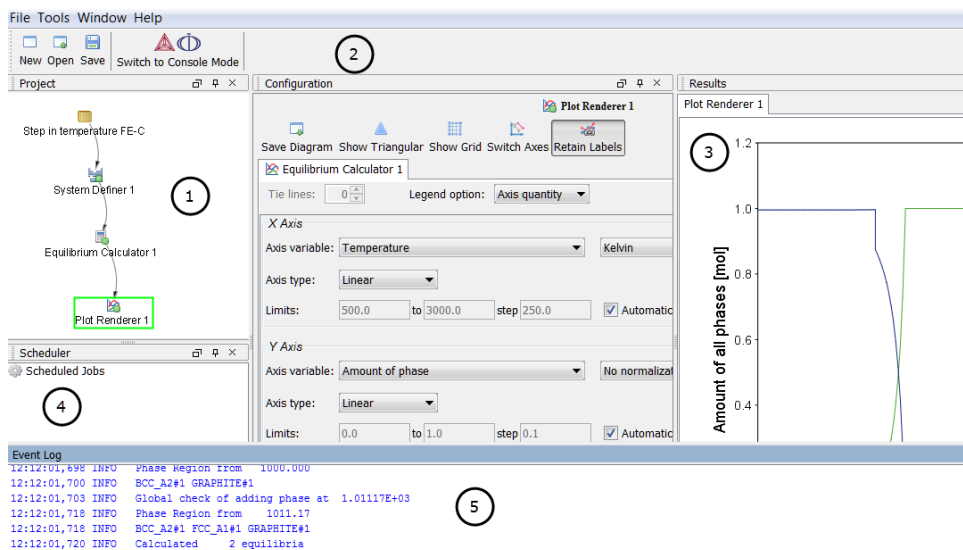 File Tools Window Help
New Open Save Switch to Console Mode
2
Project
Step in temperature FE-C
System Definer 1
1
Equilibrium Calculator 1
Plot Renderer 1
Scheduler
Scheduled Jobs
4
Configuration
Plot Renderer 1
Save Diagram Show Triangular Show Grid Switch Axes Retain Labels
Equilibrium Calculator 1
Tie lines: 0 Legend option: Axis quantity
X Axis
Axis variable: Temperature Kelvin
Axis type: Linear
Limits: 500.0 to 3000.0 step 250.0 Automatic
Y Axis
Axis variable: Amount of phase No normalizat
Axis type: Linear
Limits: 0.0 to 1.0 step 0.1 Automatic
Results
Plot Renderer 1
3
1.2
1.0
0.8
0.6
0.4
Amount of all phases [mol]
Event Log
12:12:01,698 INFO Phase Region from 1000.000
12:12:01,700 INFO BCC_A2#1 GRAPHITE#1
12:12:01,703 INFO Global check of adding phase at 1.01117E+03
12:12:01,718 INFO Phase Region from 1011.17
12:12:01,718 INFO BCC_A2#1 FCC_A1#1 GRAPHITE#1
12:12:01,720 INFO Calculated 2 equilibria
5